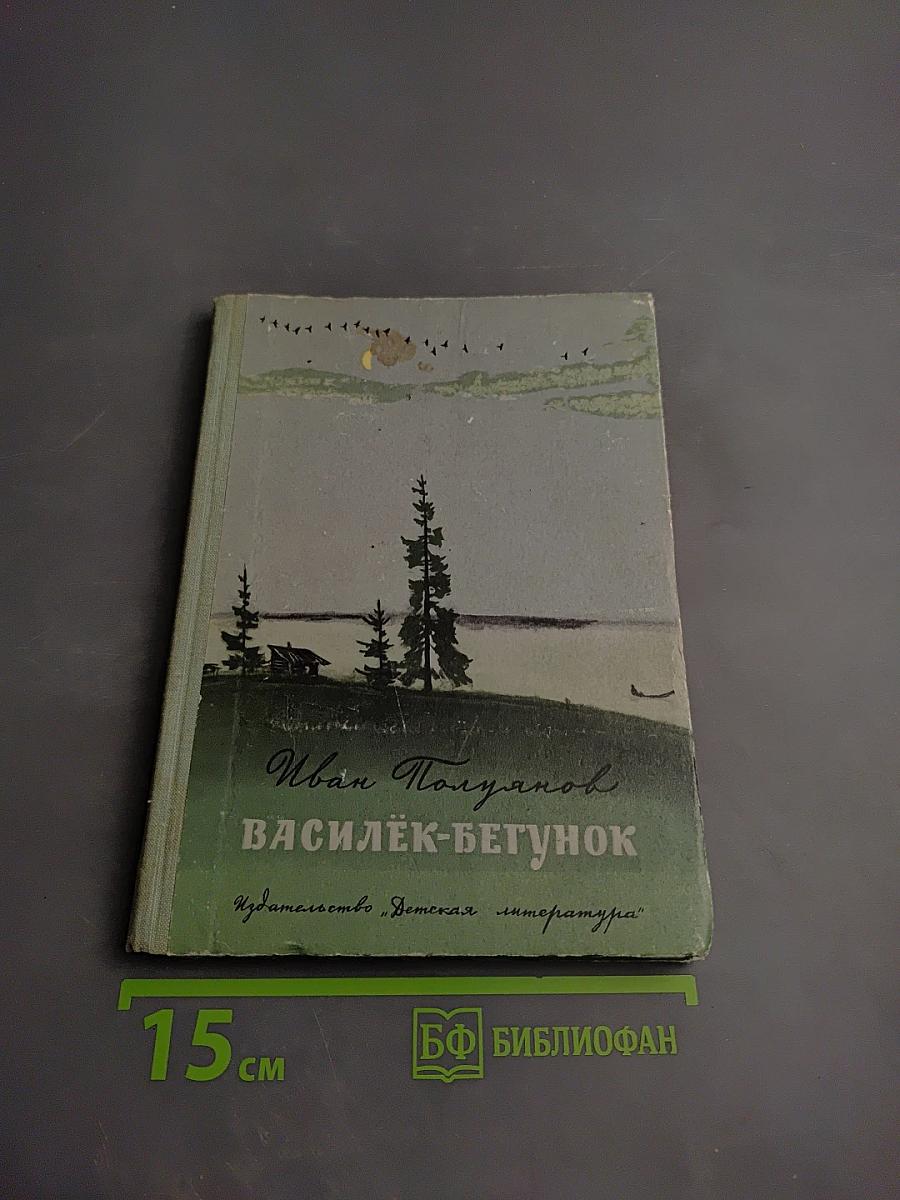 Иван Полуянов
ВАСИЛЁК-БЕГУНОК
Издательство „Детская литература"
15 см
БФ БИБЛИОФАН